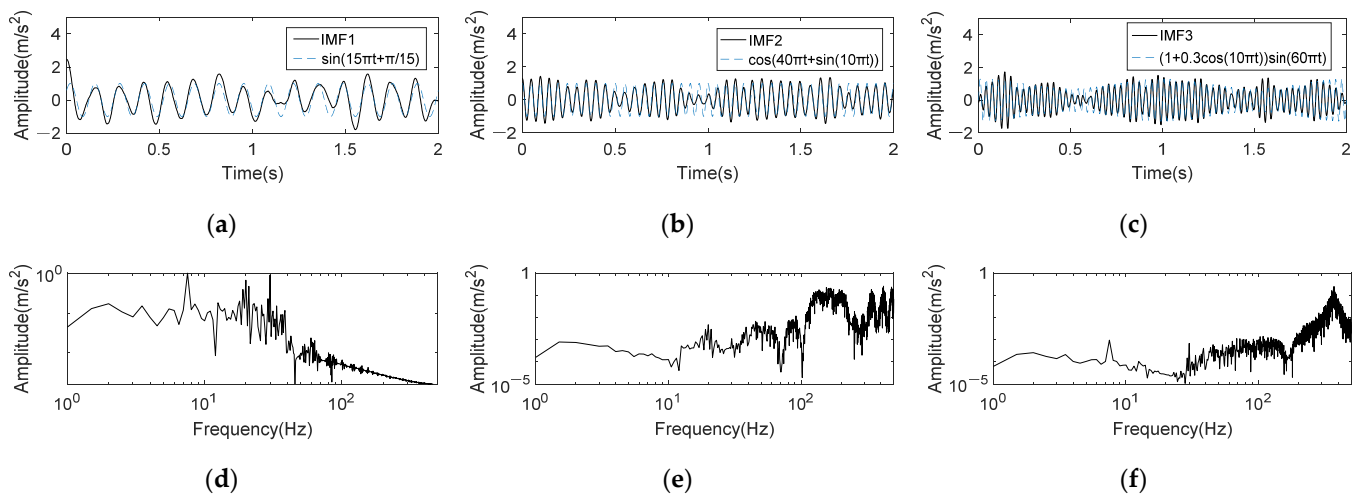 4
2
0
−2
Amplitude(m/s²)
IMF1
sin(15πt+π/15)
0 0.5 1 1.5 2
Time(s)
(a)
4
2
0
−2
Amplitude(m/s²)
IMF2
cos(40πt+sin(10πt))
0 0.5 1 1.5 2
Time(s)
(b)
4
2
0
−2
Amplitude(m/s²)
IMF3
(1+0.3cos(10πt))sin(60πt)
0 0.5 1 1.5 2
Time(s)
(c)
10⁰
Amplitude(m/s²)
10⁰ 10¹ 10²
Frequency(Hz)
(d)
1
10⁻⁵
Amplitude(m/s²)
10⁰ 10¹ 10²
Frequency(Hz)
(e)
1
10⁻⁵
Amplitude(m/s²)
10⁰ 10¹ 10²
Frequency(Hz)
(f)